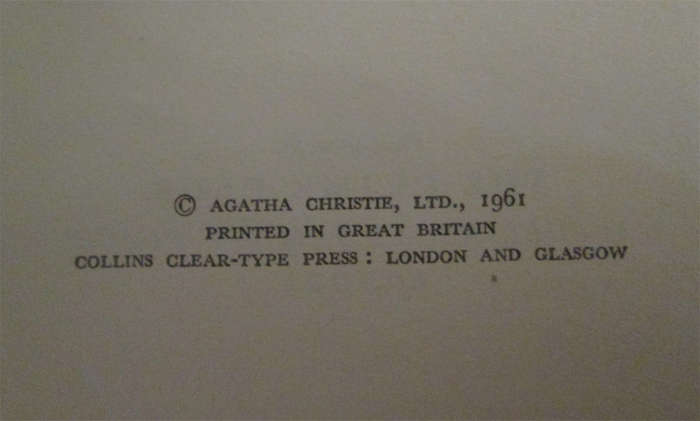 © AGATHA CHRISTIE, LTD., 1961
PRINTED IN GREAT BRITAIN
COLLINS CLEAR-TYPE PRESS : LONDON AND GLASGOW